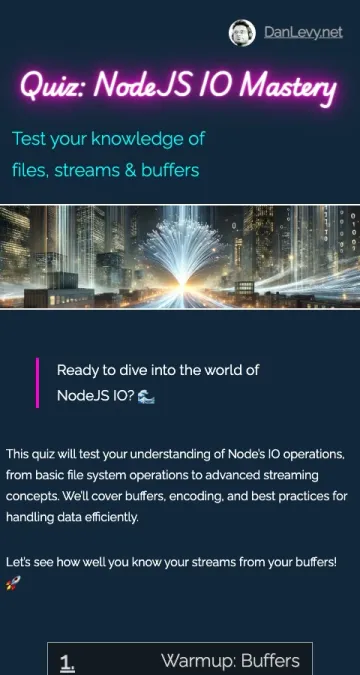 DanLevy.net
Quiz: NodeJS IO Mastery
Test your knowledge of
files, streams & buffers
Ready to dive into the world of
NodeJS IO? 🌊
This quiz will test your understanding of Node's IO operations,
from basic file system operations to advanced streaming
concepts. We'll cover buffers, encoding, and best practices for
handling data efficiently.
Let's see how well you know your streams from your buffers!
🚀
1. Warmup: Buffers